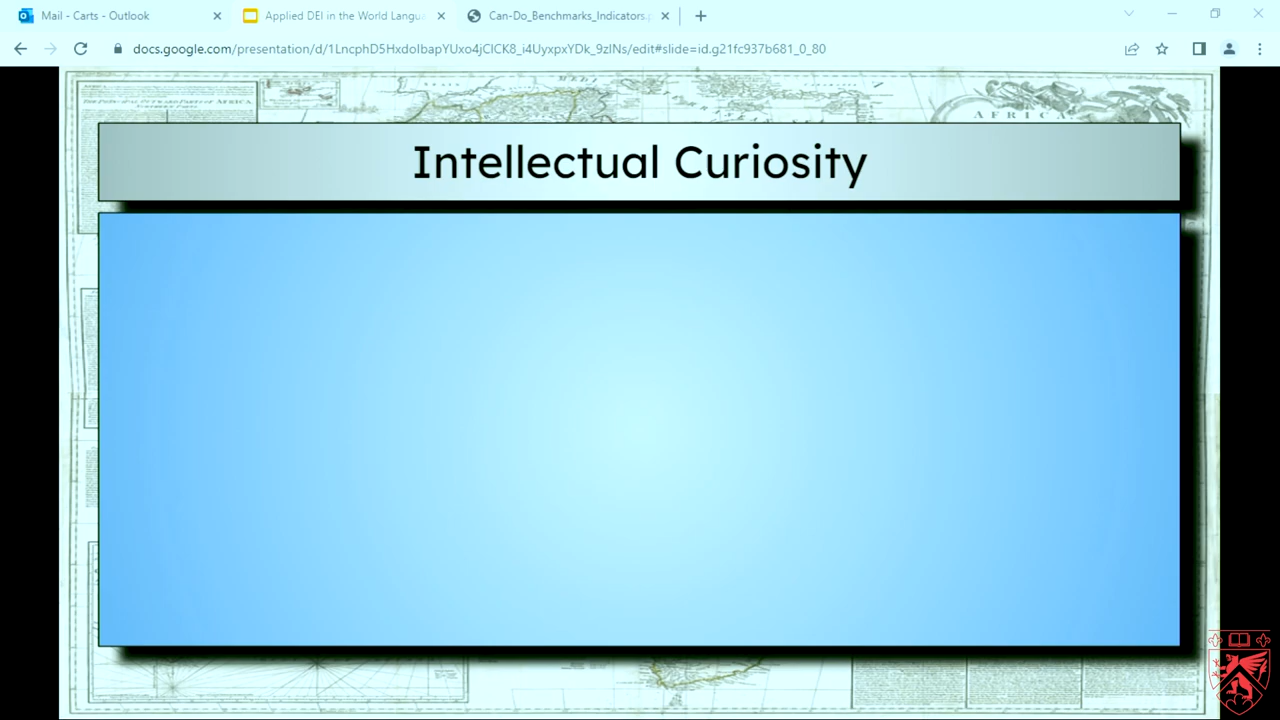 Mail - Carts - Outlook
Applied DEI in the World Langu
Can-Do_Benchmarks_Indicators.p
docs.google.com/presentation/d/1LncphD5HxdoIbapYUxo4jCICK8_i4UyxpxYDk_9zINs/edit#slide=id.g21fc937b681_0_80
AFRICA
Intellectual Curiosity